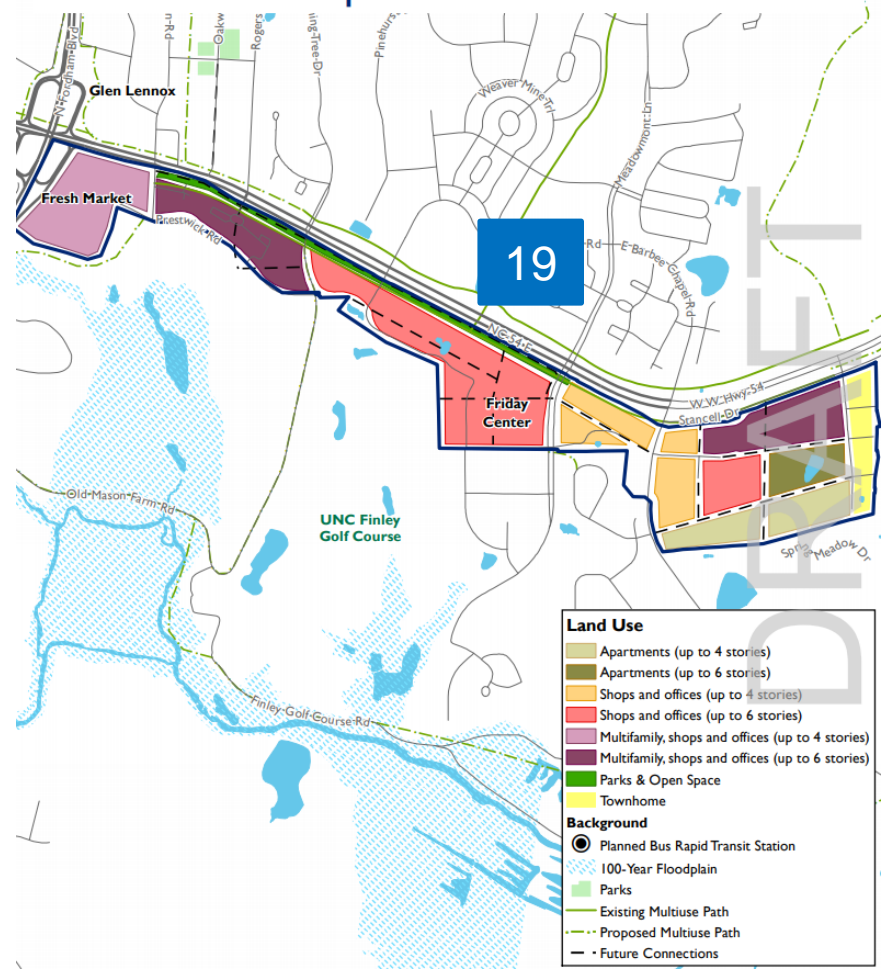 N Fordham Blvd
n-Rd
Oakw
Rogers
ning-Tree-Dr
Pinehurs
Glen Lennox
Weaver Mine Trl
Meadowmont Ln
Fresh Market
Prestwick Rd
19
Rd
E Barbee Chapel Rd
NC 54 E
W W Hwy 54
Stancell Dr
Friday
Center
Old Mason Farm Rd
UNC Finley
Golf Course
Meadow Dr
Finley Golf Course Rd
DRAFT
Land Use
Apartments (up to 4 stories)
Apartments (up to 6 stories)
Shops and offices (up to 4 stories)
Shops and offices (up to 6 stories)
Multifamily, shops and offices (up to 4 stories)
Multifamily, shops and offices (up to 6 stories)
Parks & Open Space
Townhome
Background
Planned Bus Rapid Transit Station
100-Year Floodplain
Parks
Existing Multiuse Path
Proposed Multiuse Path
Future Connections